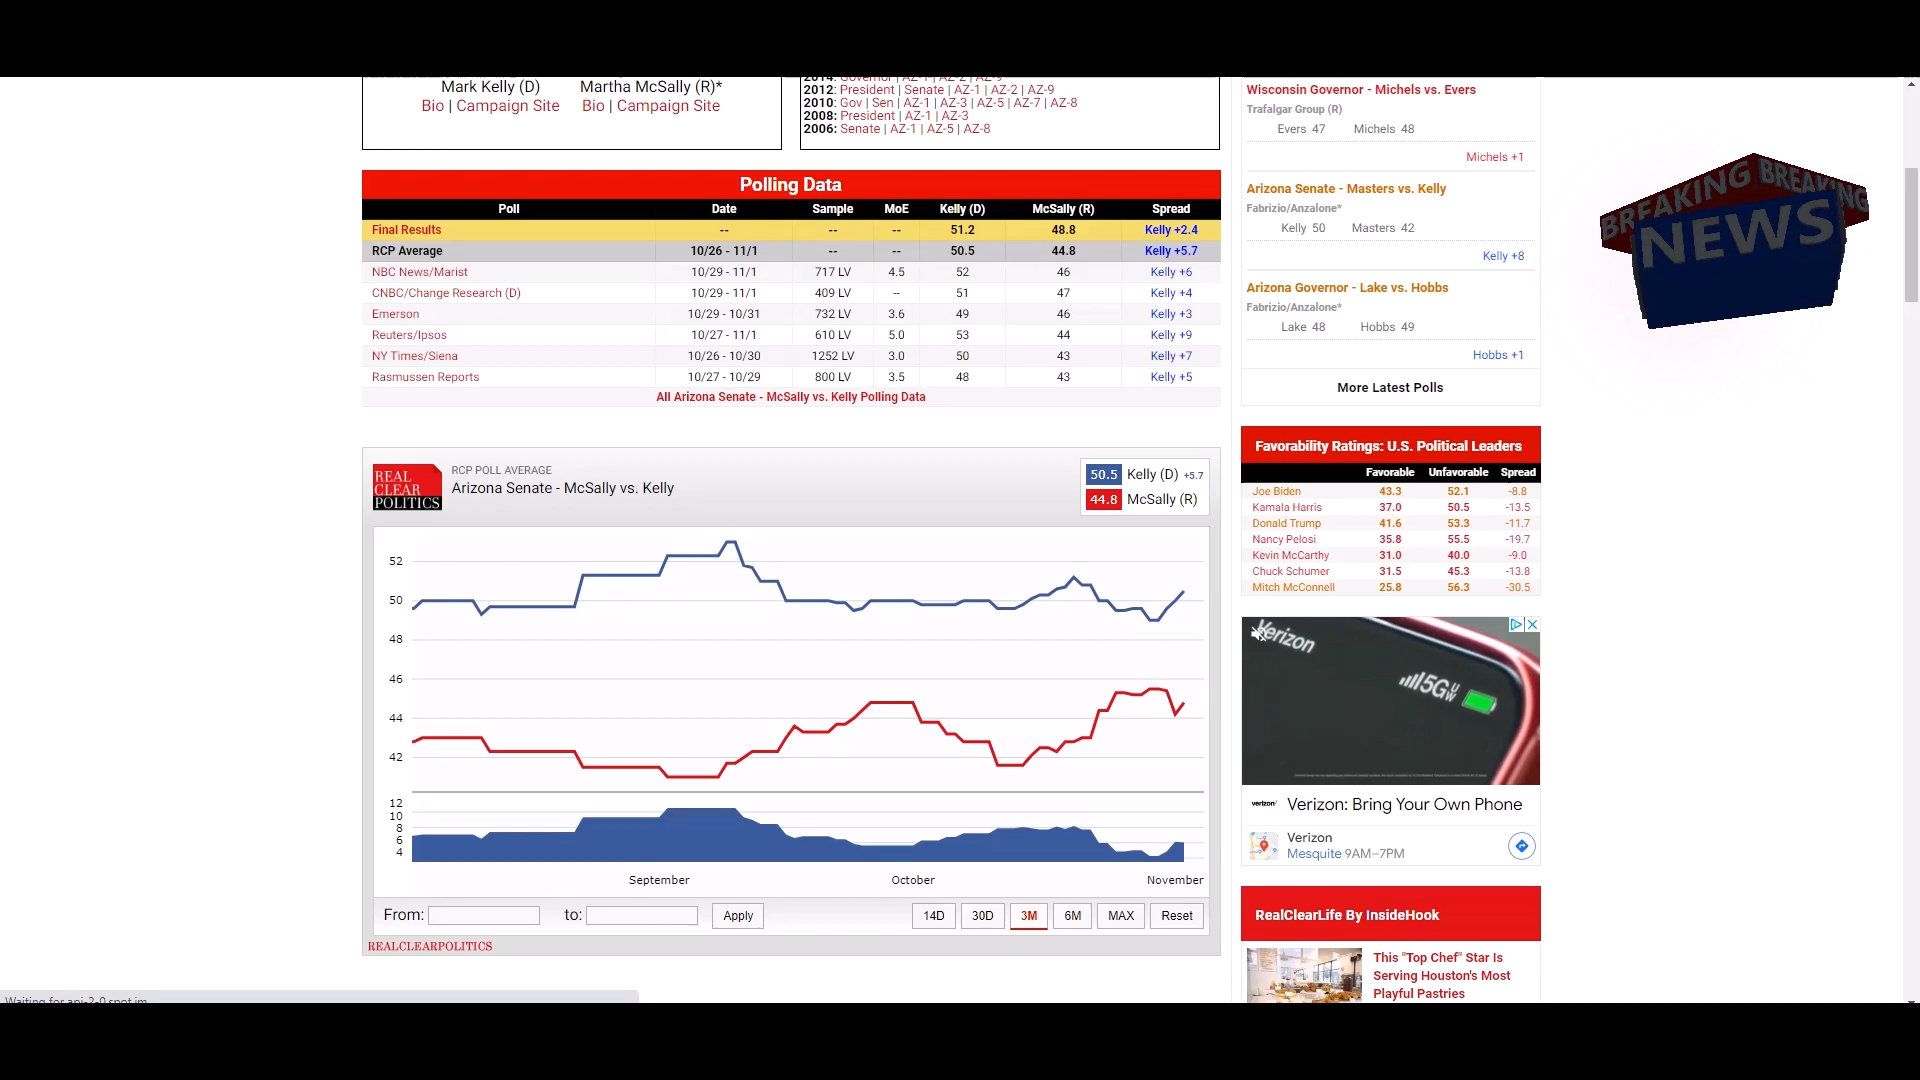 Mark Kelly (D) Martha McSally (R)*
Bio | Campaign Site Bio | Campaign Site
2014: Governor | AZ-1 | AZ-2 | AZ-9
2012: President | Senate | AZ-1 | AZ-2 | AZ-9
2010: Gov | Sen | AZ-1 | AZ-3 | AZ-5 | AZ-7 | AZ-8
2008: President | AZ-1 | AZ-3
2006: Senate | AZ-1 | AZ-5 | AZ-8
Polling Data
Poll Date Sample MoE Kelly (D) McSally (R) Spread
Final Results -- -- -- 51.2 48.8 Kelly +2.4
RCP Average 10/26 - 11/1 -- -- 50.5 44.8 Kelly +5.7
NBC News/Marist 10/29 - 11/1 717 LV 4.5 52 46 Kelly +6
CNBC/Change Research (D) 10/29 - 11/1 409 LV -- 51 47 Kelly +4
Emerson 10/29 - 10/31 732 LV 3.6 49 46 Kelly +3
Reuters/Ipsos 10/27 - 11/1 610 LV 5.0 53 44 Kelly +9
NY Times/Siena 10/26 - 10/30 1252 LV 3.0 50 43 Kelly +7
Rasmussen Reports 10/27 - 10/29 800 LV 3.5 48 43 Kelly +5
All Arizona Senate - McSally vs. Kelly Polling Data
REAL CLEAR POLITICS
RCP POLL AVERAGE
Arizona Senate - McSally vs. Kelly
50.5 Kelly (D) +5.7
44.8 McSally (R)
52
50
48
46
44
42
12
10
8
6
4
September October November
From: to: Apply 14D 30D 3M 6M MAX Reset
REALCLEARPOLITICS
Waiting for api-2-0.spot.im
Wisconsin Governor - Michels vs. Evers
Trafalgar Group (R)
Evers 47 Michels 48
Michels +1
Arizona Senate - Masters vs. Kelly
Fabrizio/Anzalone*
Kelly 50 Masters 42
Kelly +8
Arizona Governor - Lake vs. Hobbs
Fabrizio/Anzalone*
Lake 48 Hobbs 49
Hobbs +1
More Latest Polls
Favorability Ratings: U.S. Political Leaders
Favorable Unfavorable Spread
Joe Biden 43.3 52.1 -8.8
Kamala Harris 37.0 50.5 -13.5
Donald Trump 41.6 53.3 -11.7
Nancy Pelosi 35.8 55.5 -19.7
Kevin McCarthy 31.0 40.0 -9.0
Chuck Schumer 31.5 45.3 -13.8
Mitch McConnell 25.8 56.3 -30.5
Verizon
5G UW
verizon Verizon: Bring Your Own Phone
Verizon
Mesquite 9AM–7PM
RealClearLife By InsideHook
This "Top Chef" Star Is
Serving Houston's Most
Playful Pastries
BREAKING BREAKING
NEWS